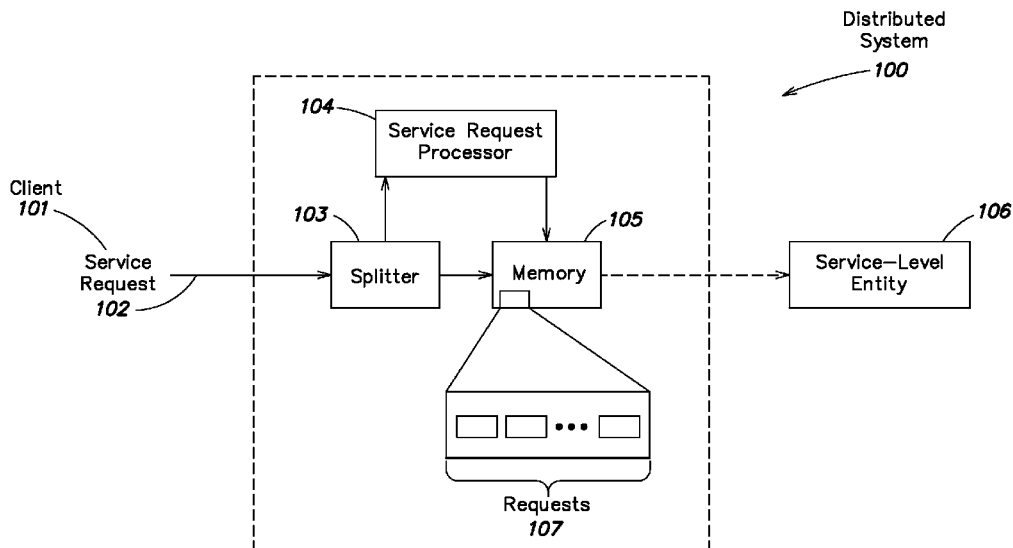 Distributed
System
100
104
Service Request
Processor
Client
101
103
105
106
Service
Request
102
Splitter
Memory
Service-Level
Entity
Requests
107